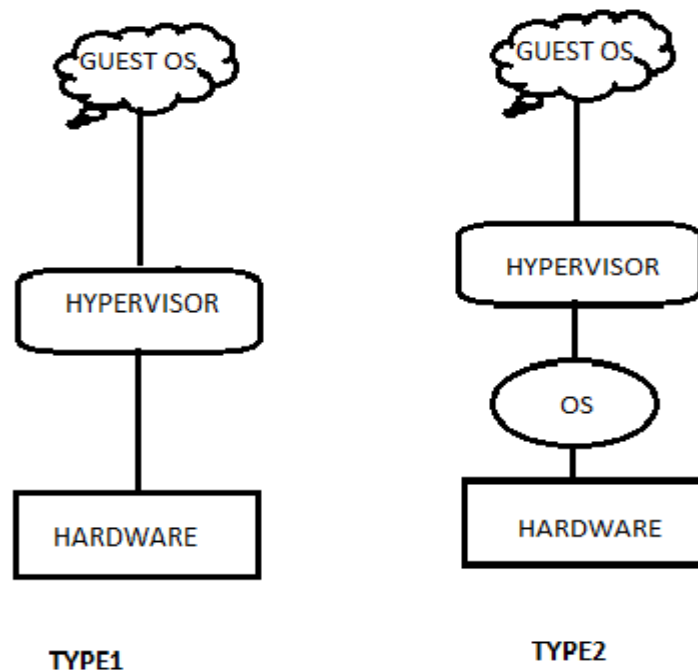 GUEST OS
HYPERVISOR
HARDWARE
TYPE1
GUEST OS
HYPERVISOR
OS
HARDWARE
TYPE2